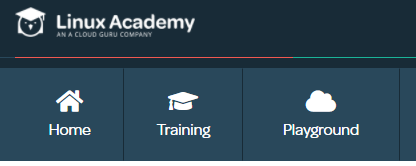 Linux Academy
AN A CLOUD GURU COMPANY
Home
Training
Playground